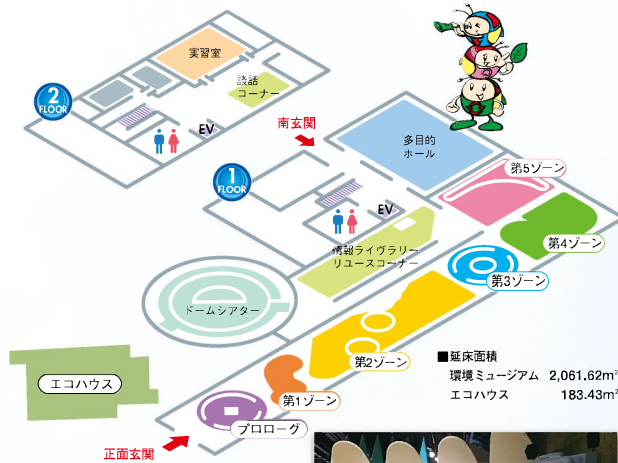 実習室
談話
コーナー
2
FLOOR
EV
南玄関
多目的
ホール
1
FLOOR
第5ゾーン
EV
第4ゾーン
情報ライヴラリー
リユースコーナー
第3ゾーン
ドームシアター
第2ゾーン
■延床面積
環境ミュージアム 2,061.62m²
エコハウス 183.43m²
エコハウス
第1ゾーン
プロローグ
正面玄関